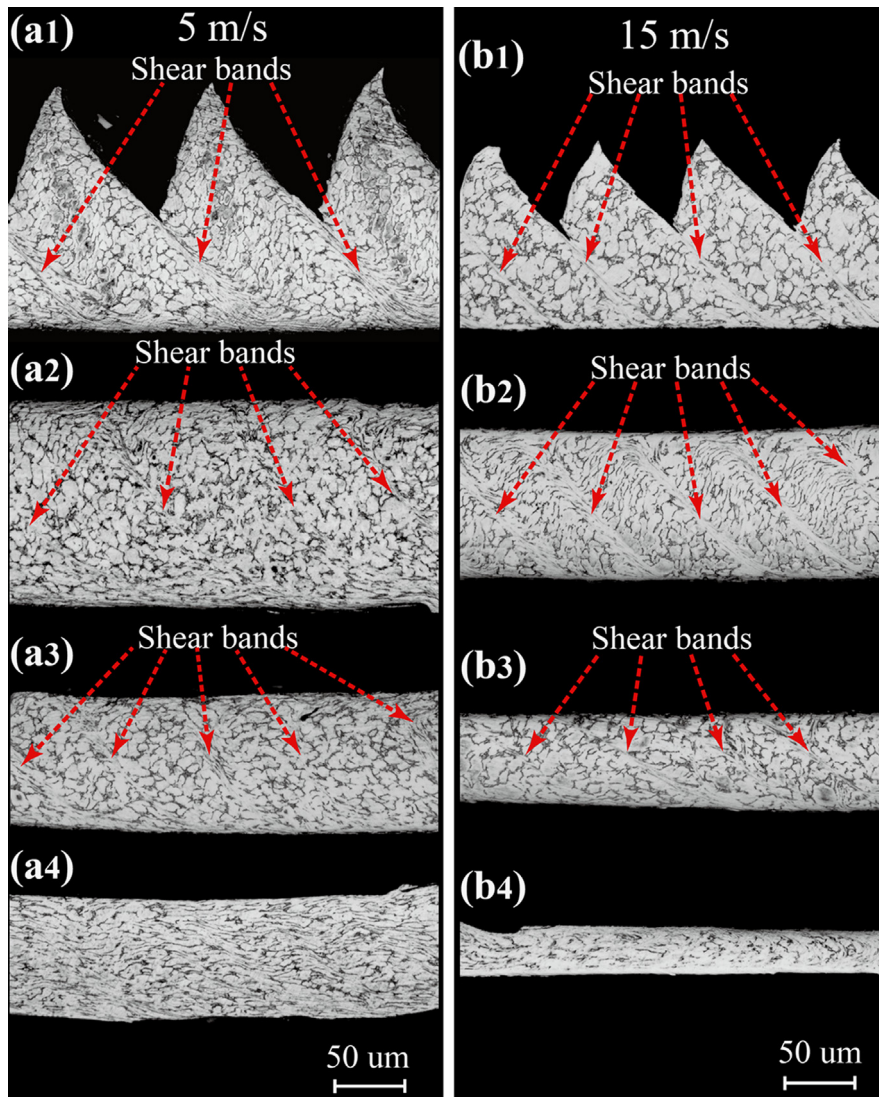 (a1)
5 m/s
Shear bands
(a2)
Shear bands
(a3)
Shear bands
(a4)
50 um
(b1)
15 m/s
Shear bands
(b2)
Shear bands
(b3)
Shear bands
(b4)
50 um